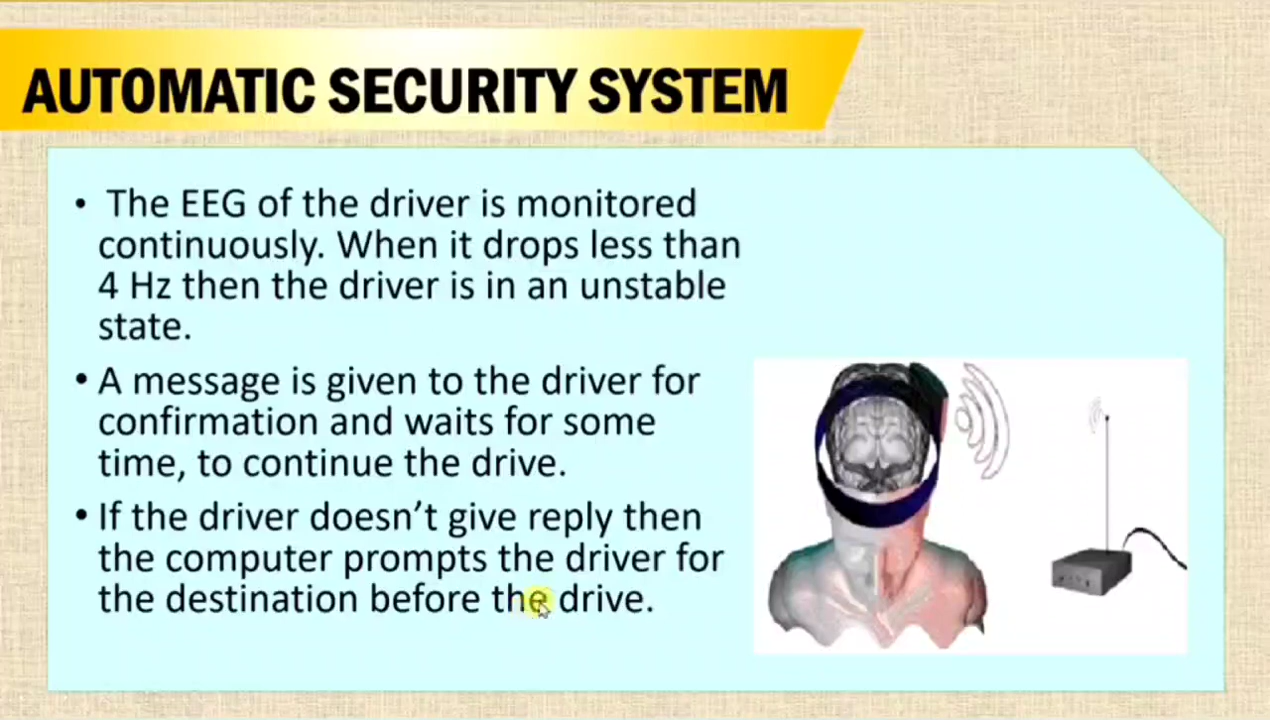 AUTOMATIC SECURITY SYSTEM
• The EEG of the driver is monitored
continuously. When it drops less than
4 Hz then the driver is in an unstable
state.
• A message is given to the driver for
confirmation and waits for some
time, to continue the drive.
• If the driver doesn’t give reply then
the computer prompts the driver for
the destination before the drive.